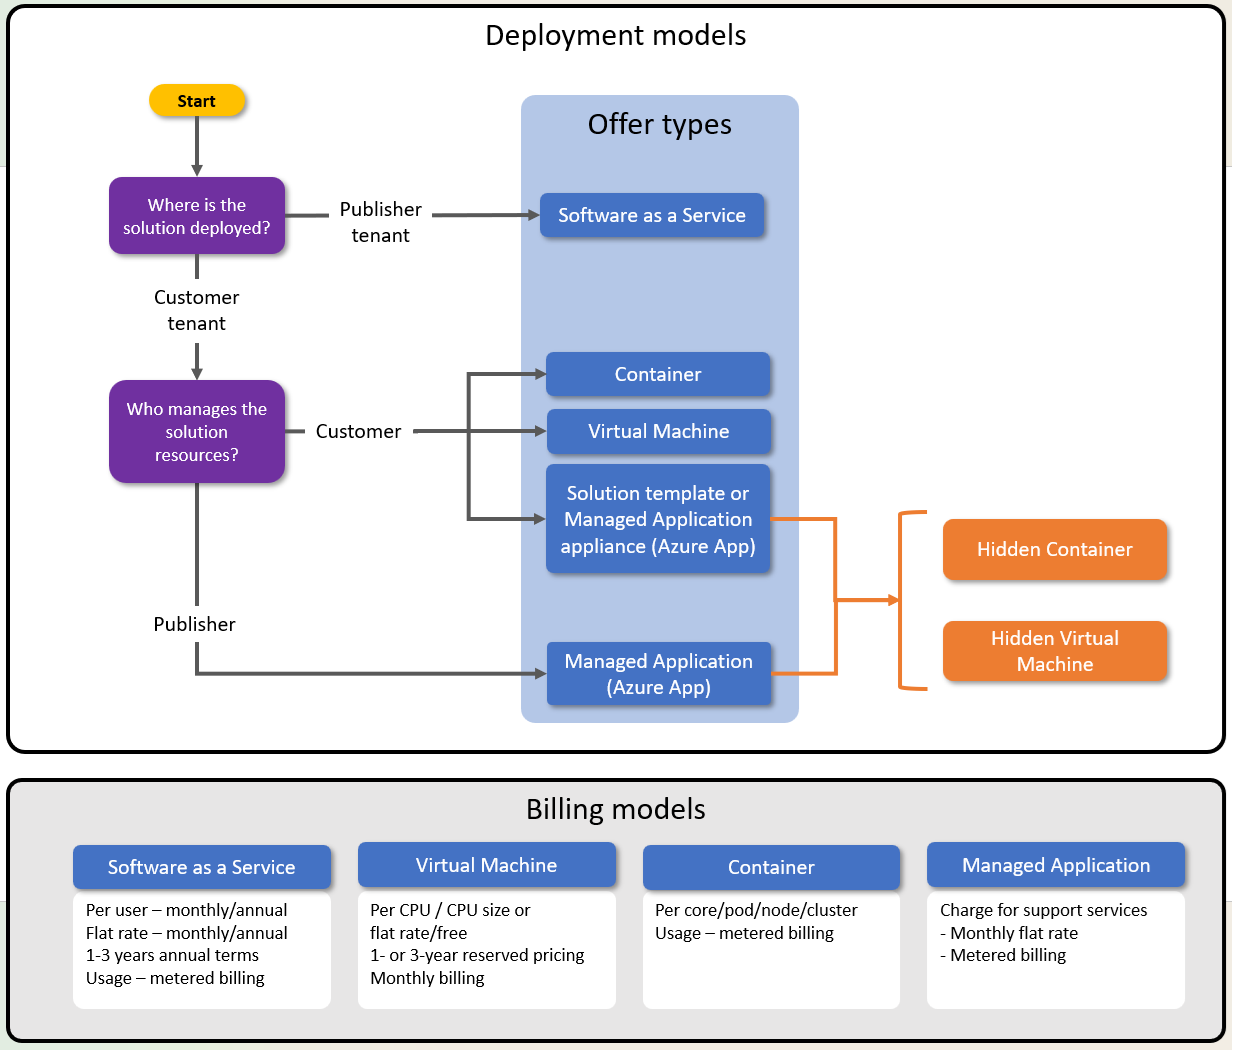 Deployment models
Start
Offer types
Where is the
solution deployed?
Publisher
tenant
Software as a Service
Customer
tenant
Who manages the
solution
resources?
Customer
Container
Virtual Machine
Solution template or
Managed Application
appliance (Azure App)
Hidden Container
Hidden Virtual
Machine
Publisher
Managed Application
(Azure App)
Billing models
Software as a Service
Per user – monthly/annual
Flat rate – monthly/annual
1-3 years annual terms
Usage – metered billing
Virtual Machine
Per CPU / CPU size or
flat rate/free
1- or 3-year reserved pricing
Monthly billing
Container
Per core/pod/node/cluster
Usage – metered billing
Managed Application
Charge for support services
- Monthly flat rate
- Metered billing